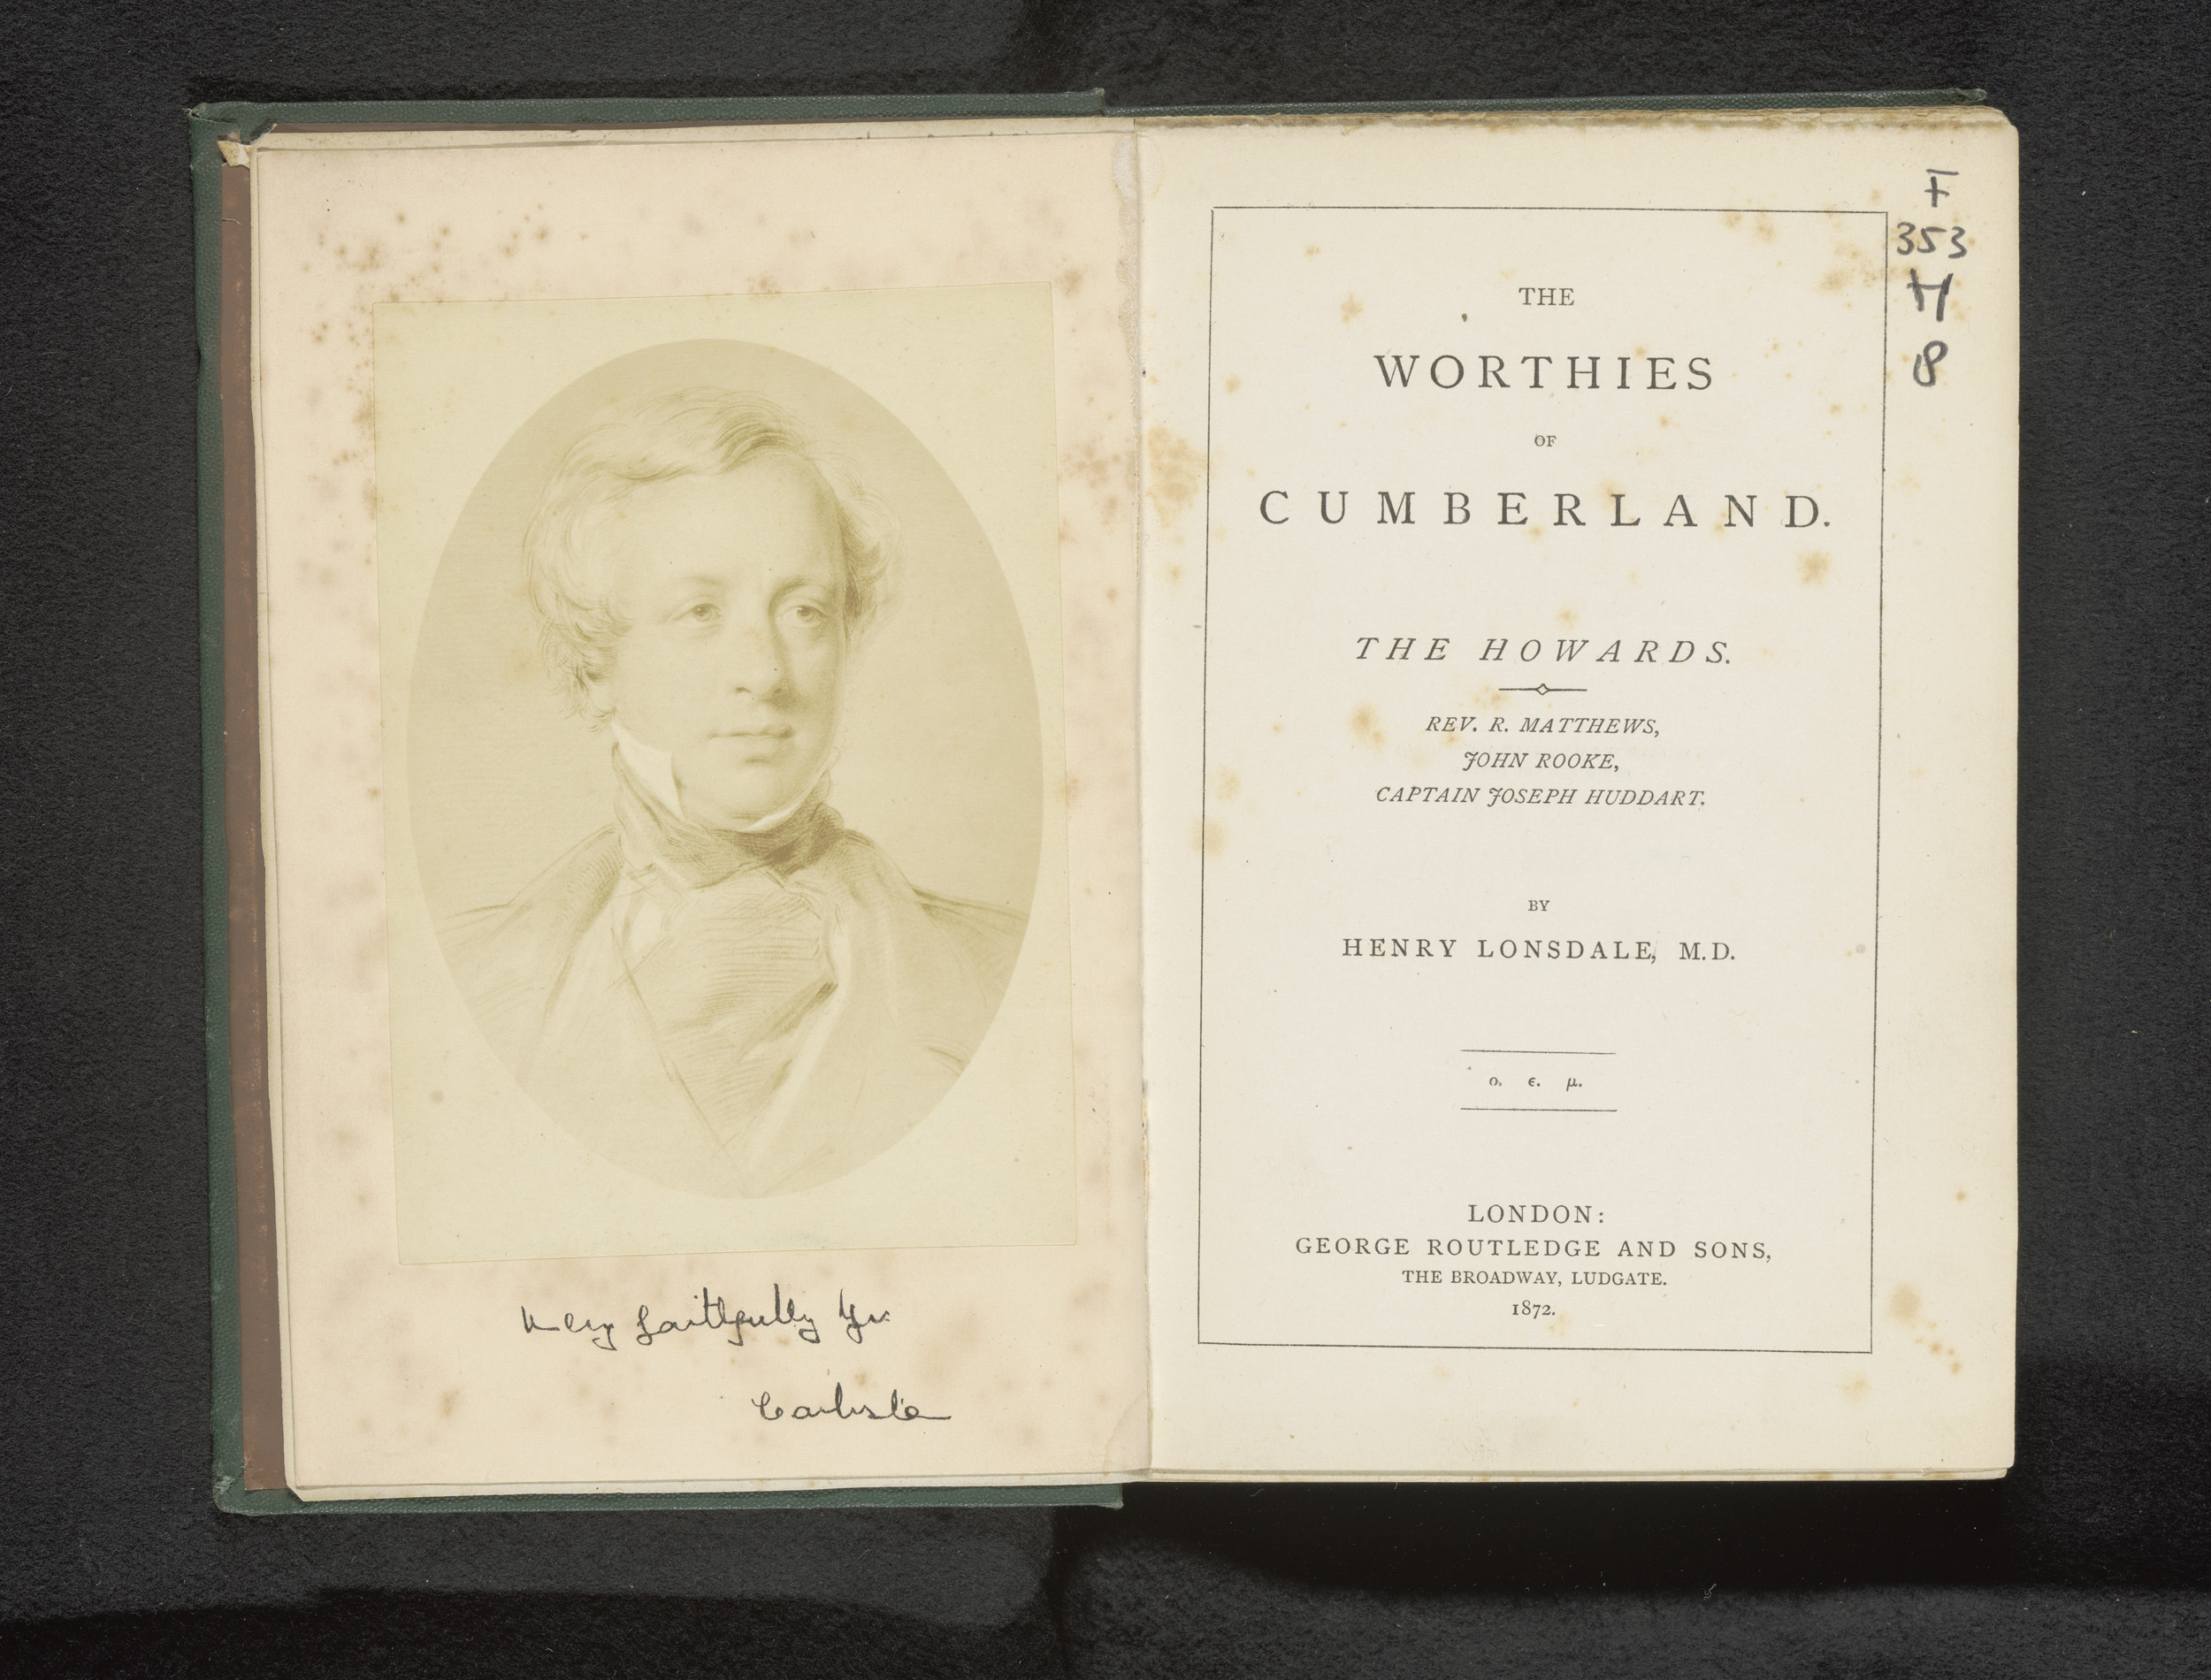 Very faithfully Yrs
Carlisle
F
353
H
8
THE
WORTHIES
OF
CUMBERLAND.
THE HOWARDS.
REV. R. MATTHEWS,
JOHN ROOKE,
CAPTAIN JOSEPH HUDDART.
BY
HENRY LONSDALE, M.D.
ο. ϵ. μ.
LONDON:
GEORGE ROUTLEDGE AND SONS,
THE BROADWAY, LUDGATE.
1872.